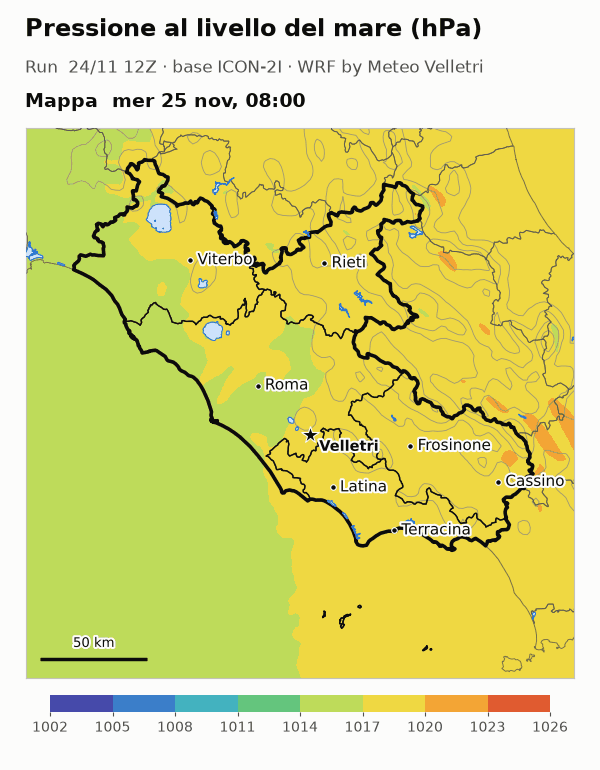 Pressione al livello del mare (hPa)
Run  24/11 12Z · base ICON-2I · WRF by Meteo Velletri
Mappa  mer 25 nov, 08:00
Viterbo
Rieti
Roma
Velletri
Frosinone
Cassino
Latina
Terracina
50 km
1002 1005 1008 1011 1014 1017 1020 1023 1026